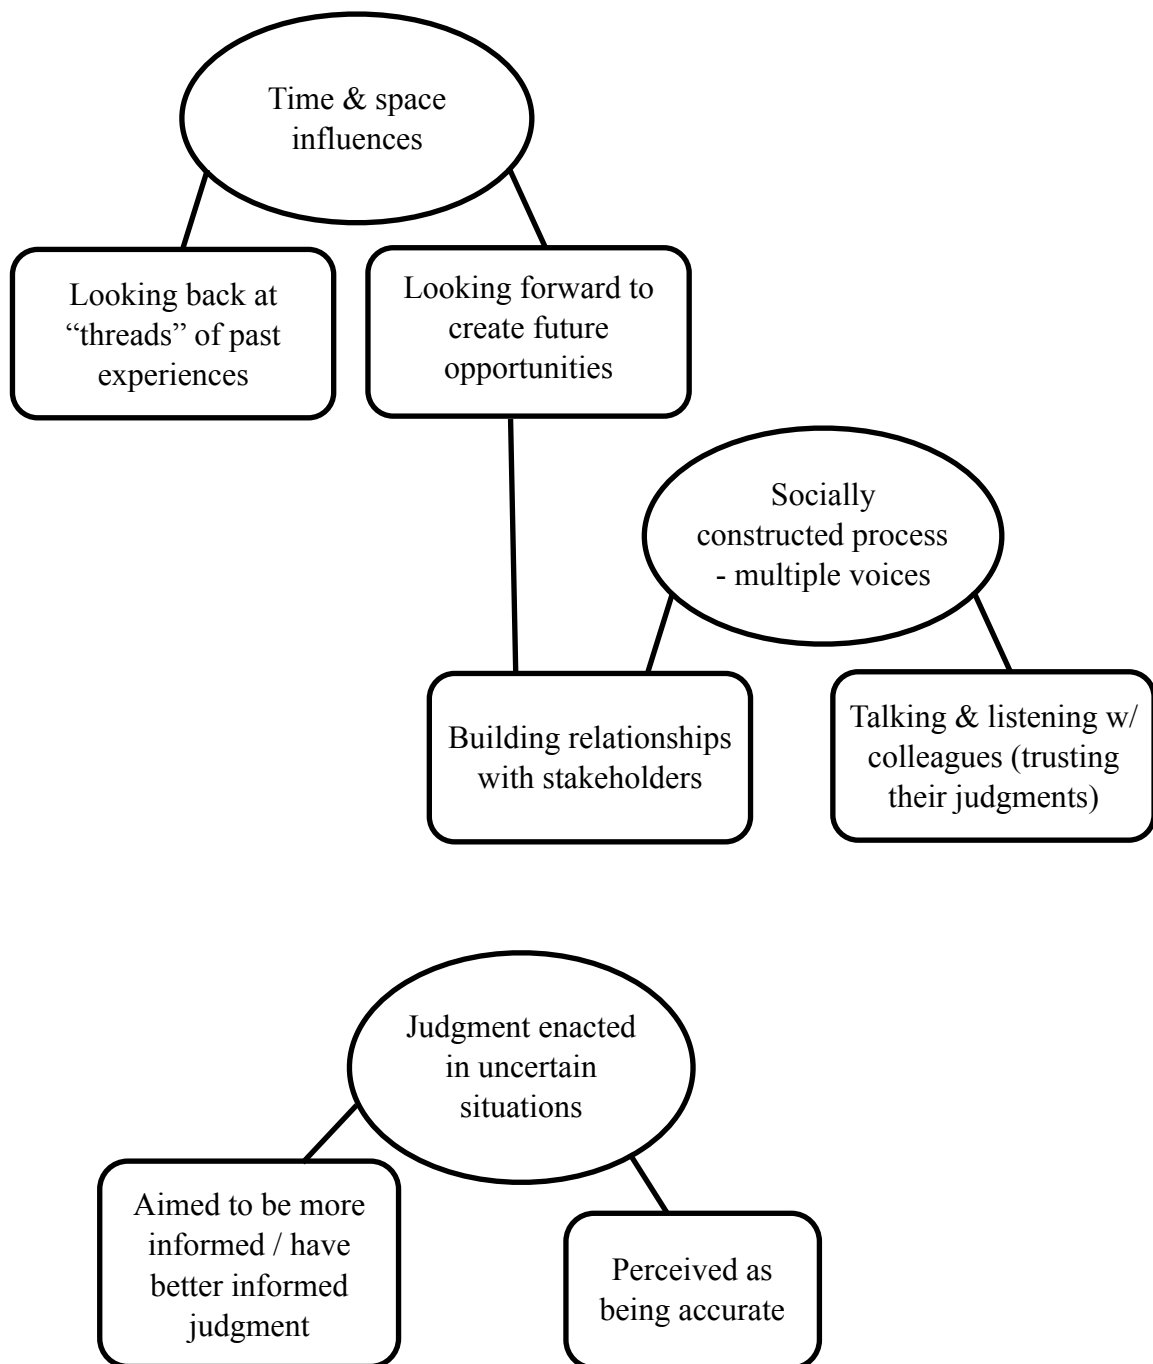 Time & space
influences
Looking back at
“threads” of past
experiences
Looking forward to
create future
opportunities
Socially
constructed process
- multiple voices
Building relationships
with stakeholders
Talking & listening w/
colleagues (trusting
their judgments)
Judgment enacted
in uncertain
situations
Aimed to be more
informed / have
better informed
judgment
Perceived as
being accurate